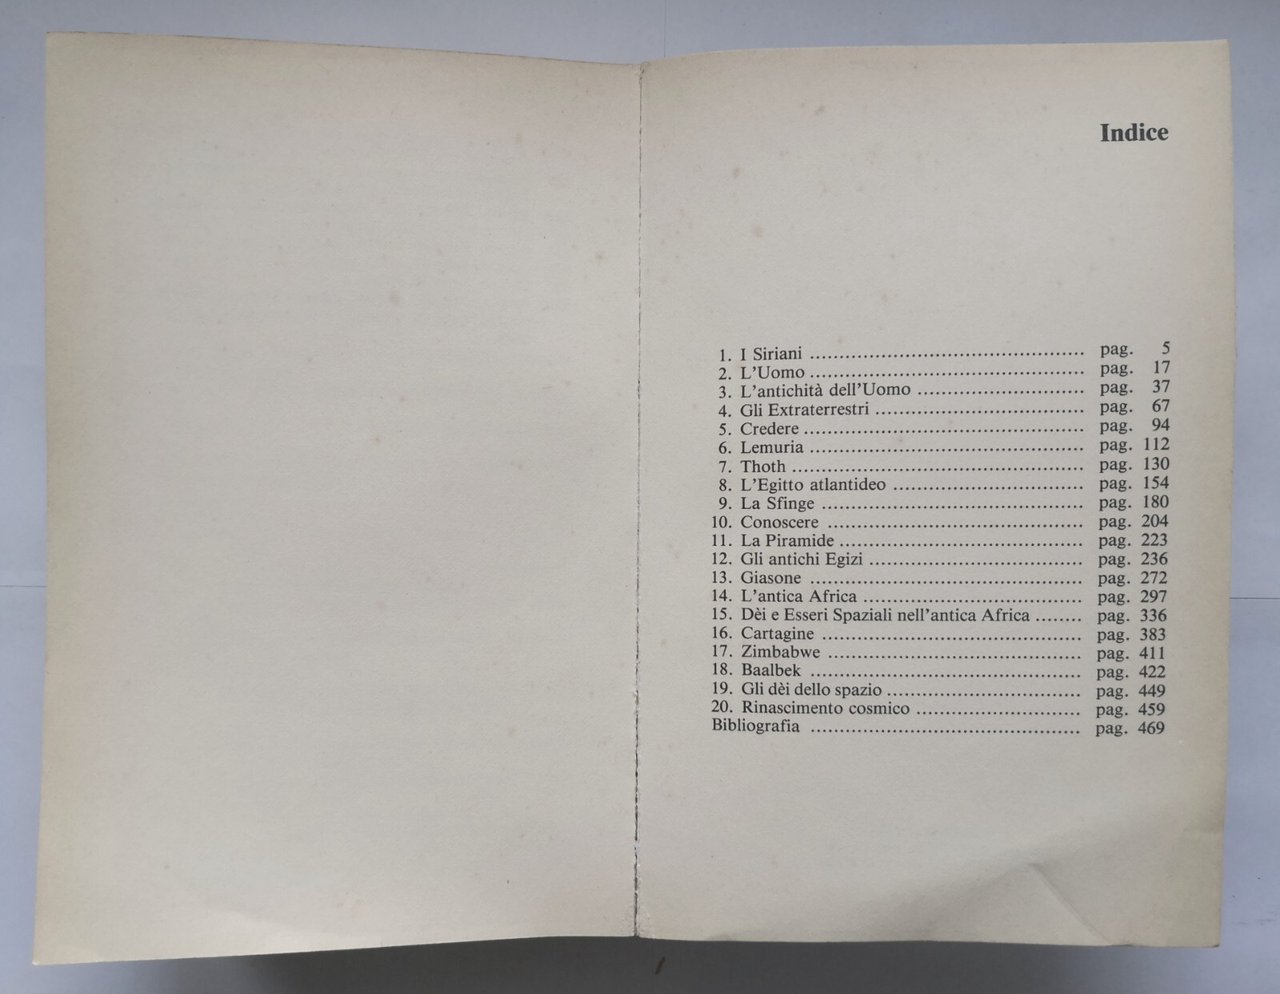 Indice
1. I Siriani ............................................... pag. 5
2. L'Uomo ............................................... pag. 17
3. L'antichità dell'Uomo ............................ pag. 37
4. Gli Extraterrestri .................................... pag. 67
5. Credere ................................................ pag. 94
6. Lemuria ............................................... pag. 112
7. Thoth .................................................. pag. 130
8. L'Egitto atlantideo ................................. pag. 154
9. La Sfinge ............................................. pag. 180
10. Conoscere ............................................ pag. 204
11. La Piramide .......................................... pag. 223
12. Gli antichi Egizi ..................................... pag. 236
13. Giasone ............................................... pag. 272
14. L'antica Africa ...................................... pag. 297
15. Dèi e Esseri Spaziali nell'antica Africa ........ pag. 336
16. Cartagine ............................................. pag. 383
17. Zimbabwe ............................................ pag. 411
18. Baalbek ............................................... pag. 422
19. Gli dèi dello spazio ................................. pag. 449
20. Rinascimento cosmico ............................ pag. 459
Bibliografia .............................................. pag. 469